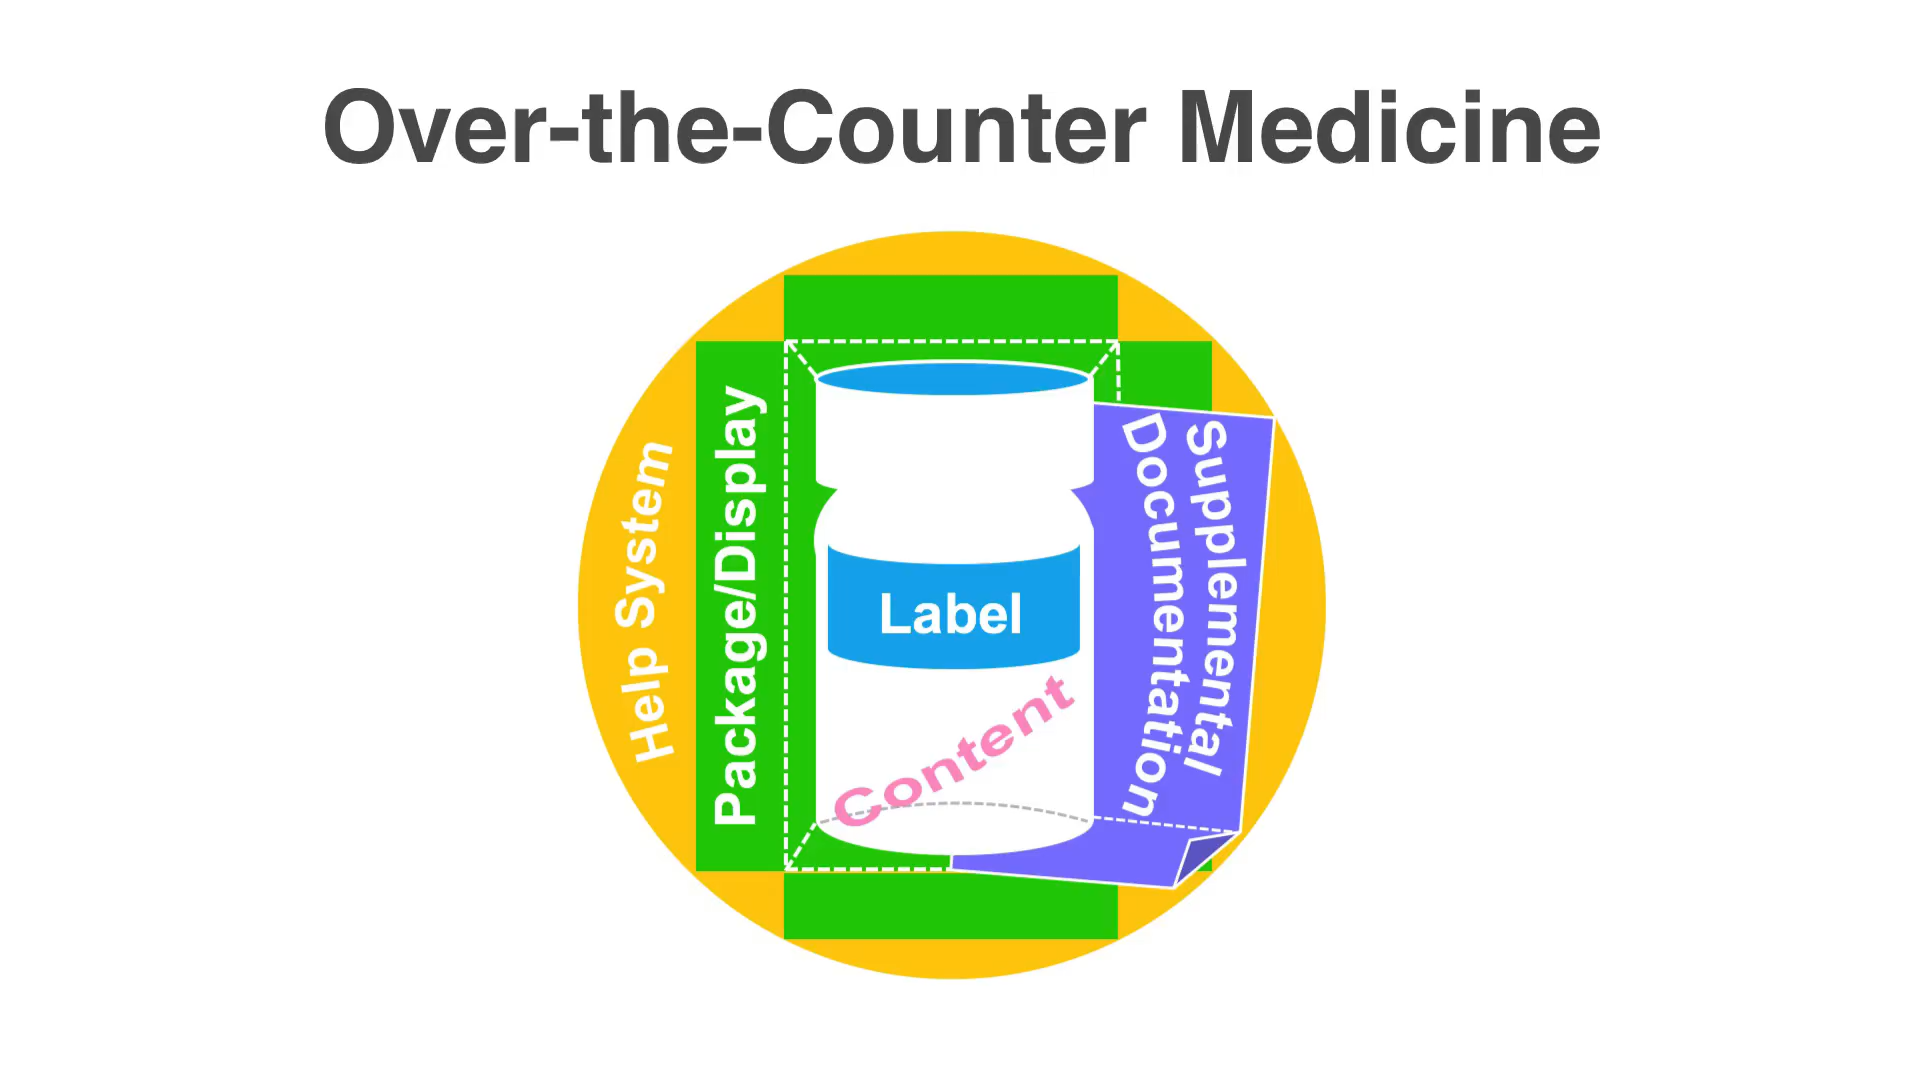 Over-the-Counter Medicine
Help System
Package/Display
Label
Content
Supplemental
Documentation